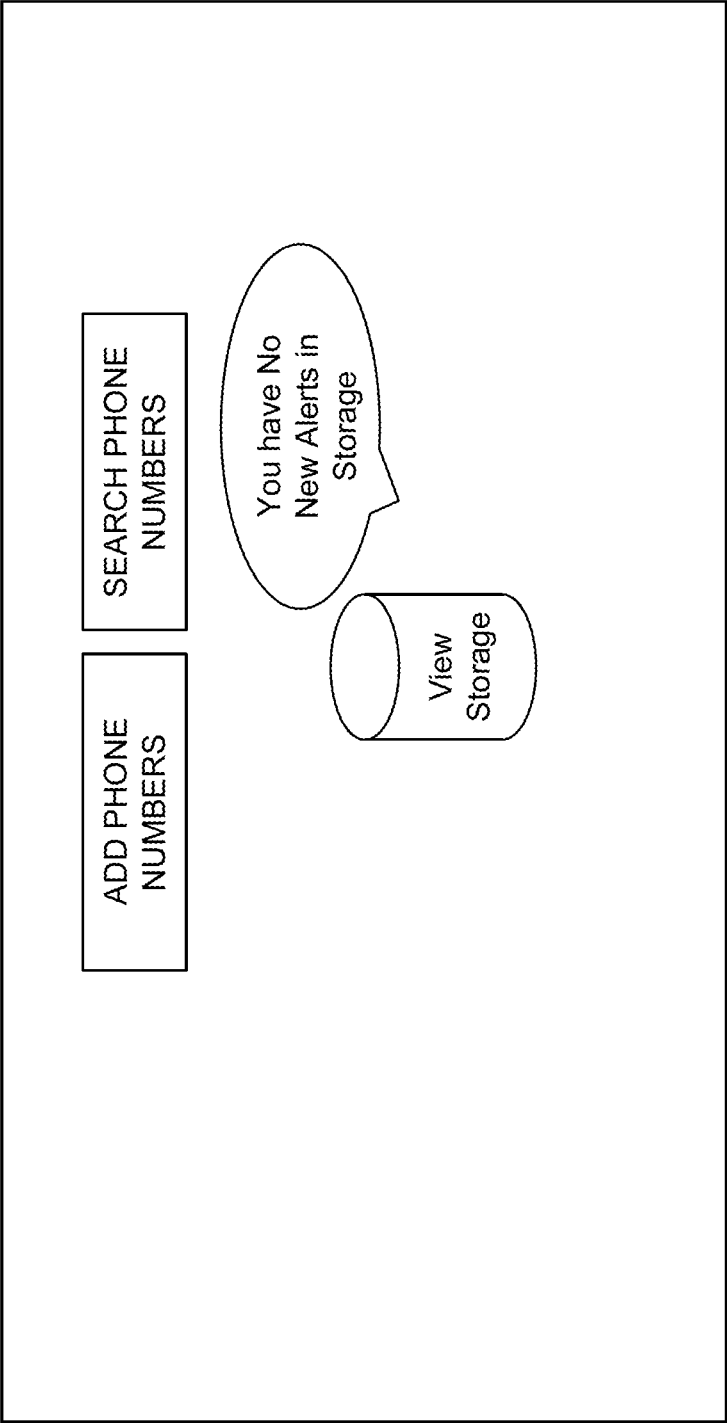 ADD PHONE
NUMBERS
SEARCH PHONE
NUMBERS
You have No
New Alerts in
Storage
View
Storage